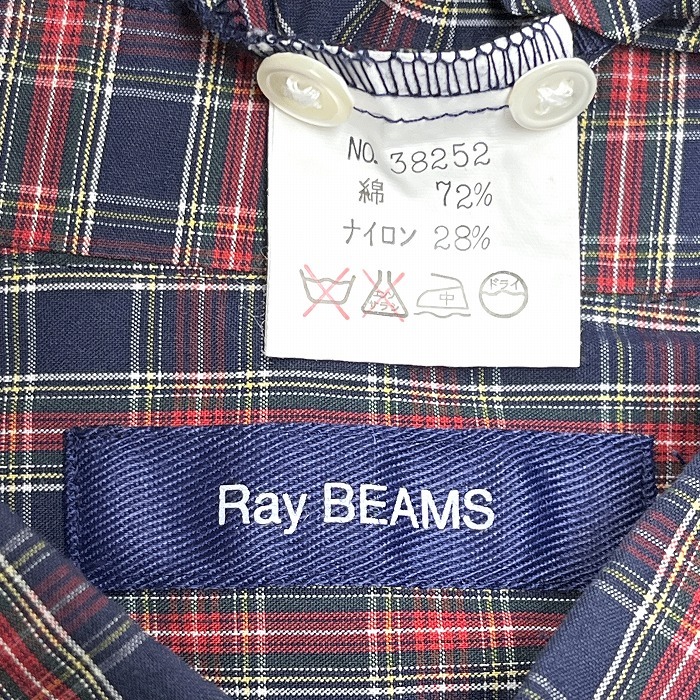 NO. 38252
綿 72%
ナイロン 28%
エンソ サラシ 中 ドライ
Ray BEAMS